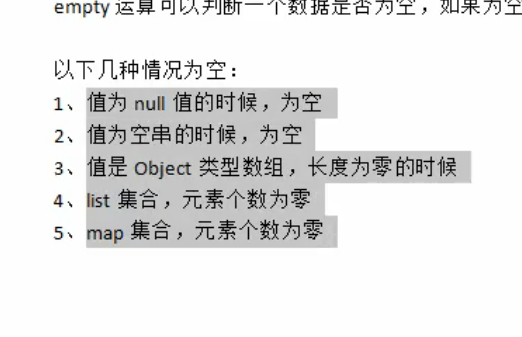 empty 运算可以判断一个数据是否为空，如果为空
以下几种情况为空：
1、值为 null 值的时候，为空
2、值为空串的时候，为空
3、值是 Object 类型数组，长度为零的时候
4、list 集合，元素个数为零
5、map 集合，元素个数为零